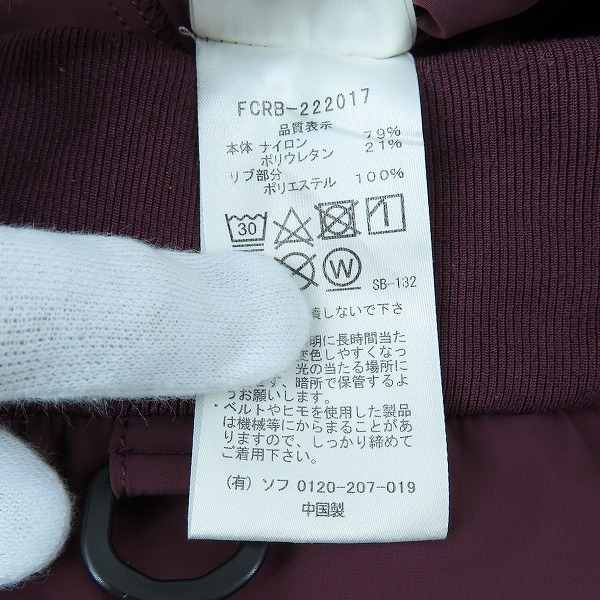 FCRB-222017
品質表示
本体 ナイロン 79%
ポリウレタン 21%
リブ部分
ポリエステル 100%
30
W
SB-132
しないで下さ
明に長時間当た
変色しやすくなっ
光の当たる場所に
ず、暗所で保管するよ
うお願いします。
*ベルトやヒモを使用した製品
は機械等にからまることがあ
りますので、しっかり締めて
ご着用下さい。
(有) ソフ 0120-207-019
中国製